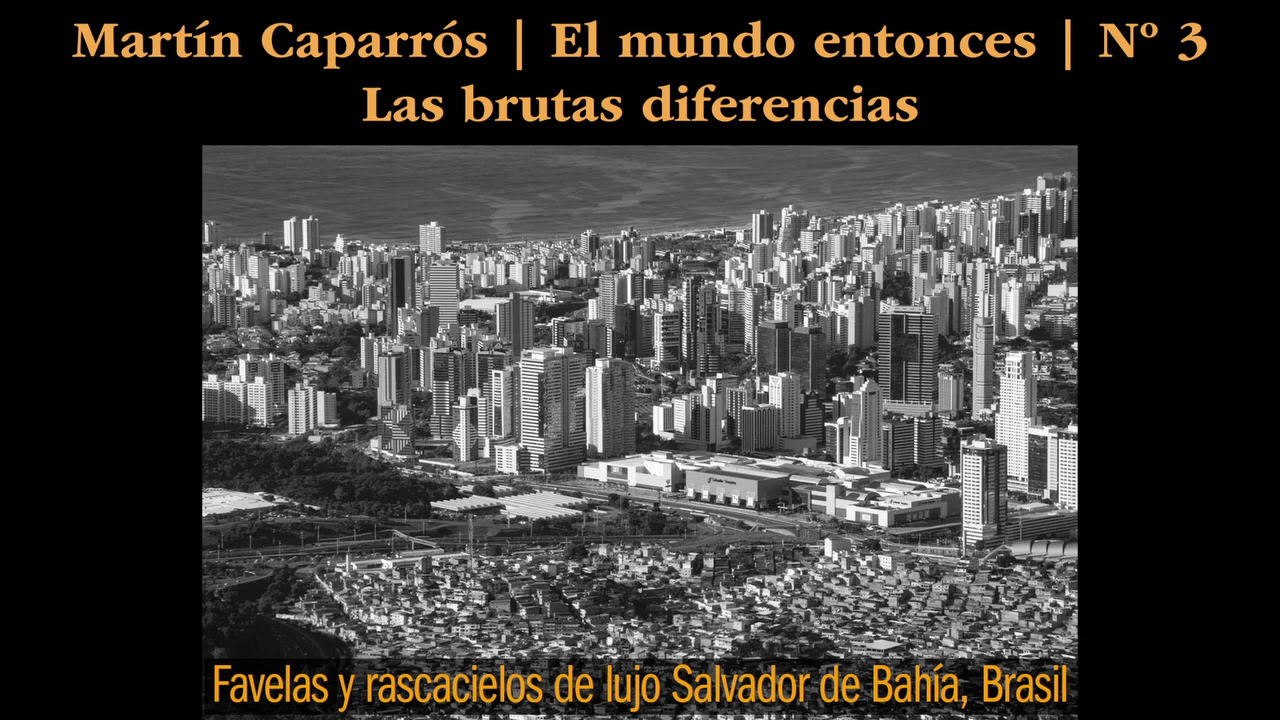 Martín Caparrós | El mundo entonces | Nº 3
Las brutas diferencias
Favelas y rascacielos de lujo Salvador de Bahía, Brasil